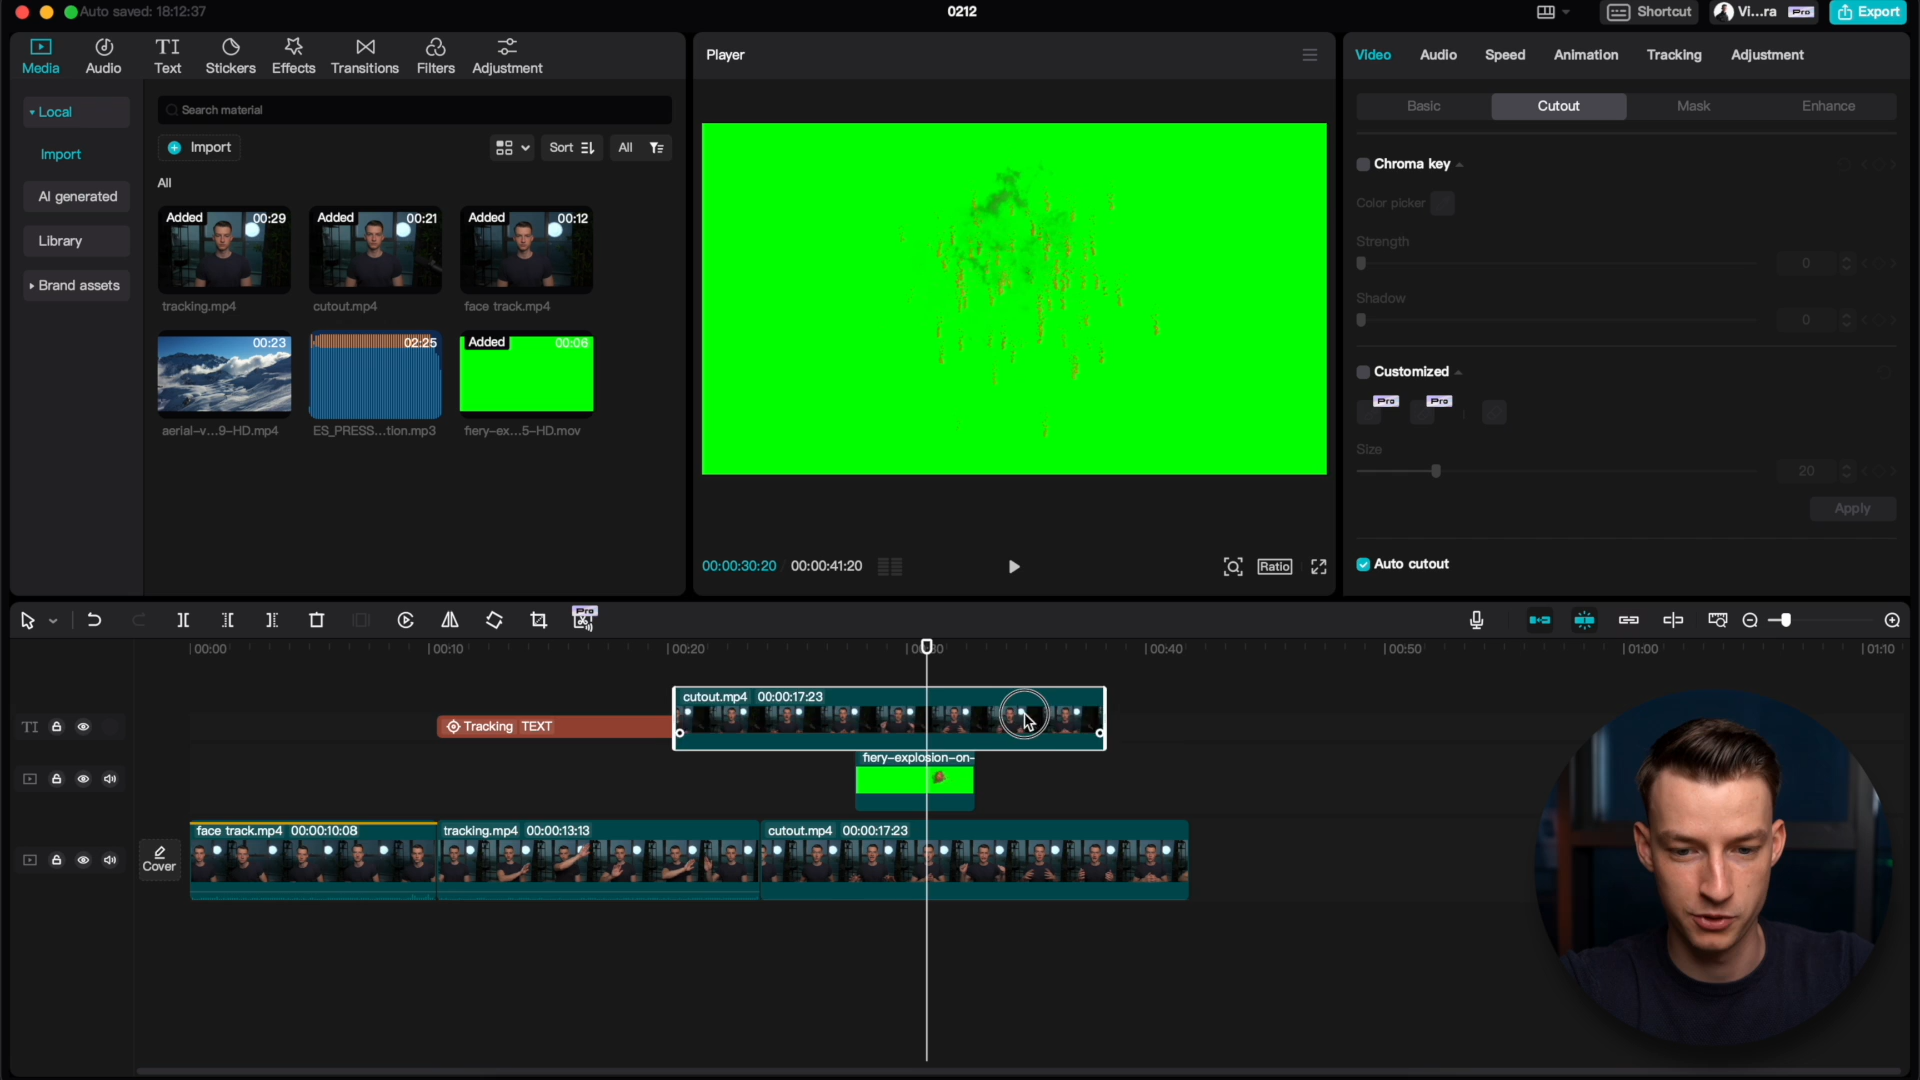 Auto saved: 18:12:37
0212
Shortcut
Vi...ra
Pro
Export
Media
Audio
TI
Text
Stickers
Effects
Transitions
Filters
Adjustment
Player
Video
Audio
Speed
Animation
Tracking
Adjustment
Local
Import
AI generated
Library
Brand assets
Search material
Import
Sort
All
All
Added
00:29
tracking.mp4
Added
00:21
cutout.mp4
Added
00:12
face track.mp4
00:23
aerial-v...9-HD.mp4
02:25
ES_PRESS...tion.mp3
Added
00:06
fiery-ex...5-HD.mov
00:00:30:20
00:00:41:20
Ratio
Basic
Cutout
Mask
Enhance
Chroma key
Color picker
Strength
0
Shadow
0
Customized
Pro
Pro
Size
20
Apply
Auto cutout
Pro
00:00
00:10
00:20
00:30
00:40
00:50
01:00
01:10
cutout.mp4 00:00:17:23
TI
Tracking TEXT
fiery-explosion-on-
Cover
face track.mp4 00:00:10:08
tracking.mp4 00:00:13:13
cutout.mp4 00:00:17:23